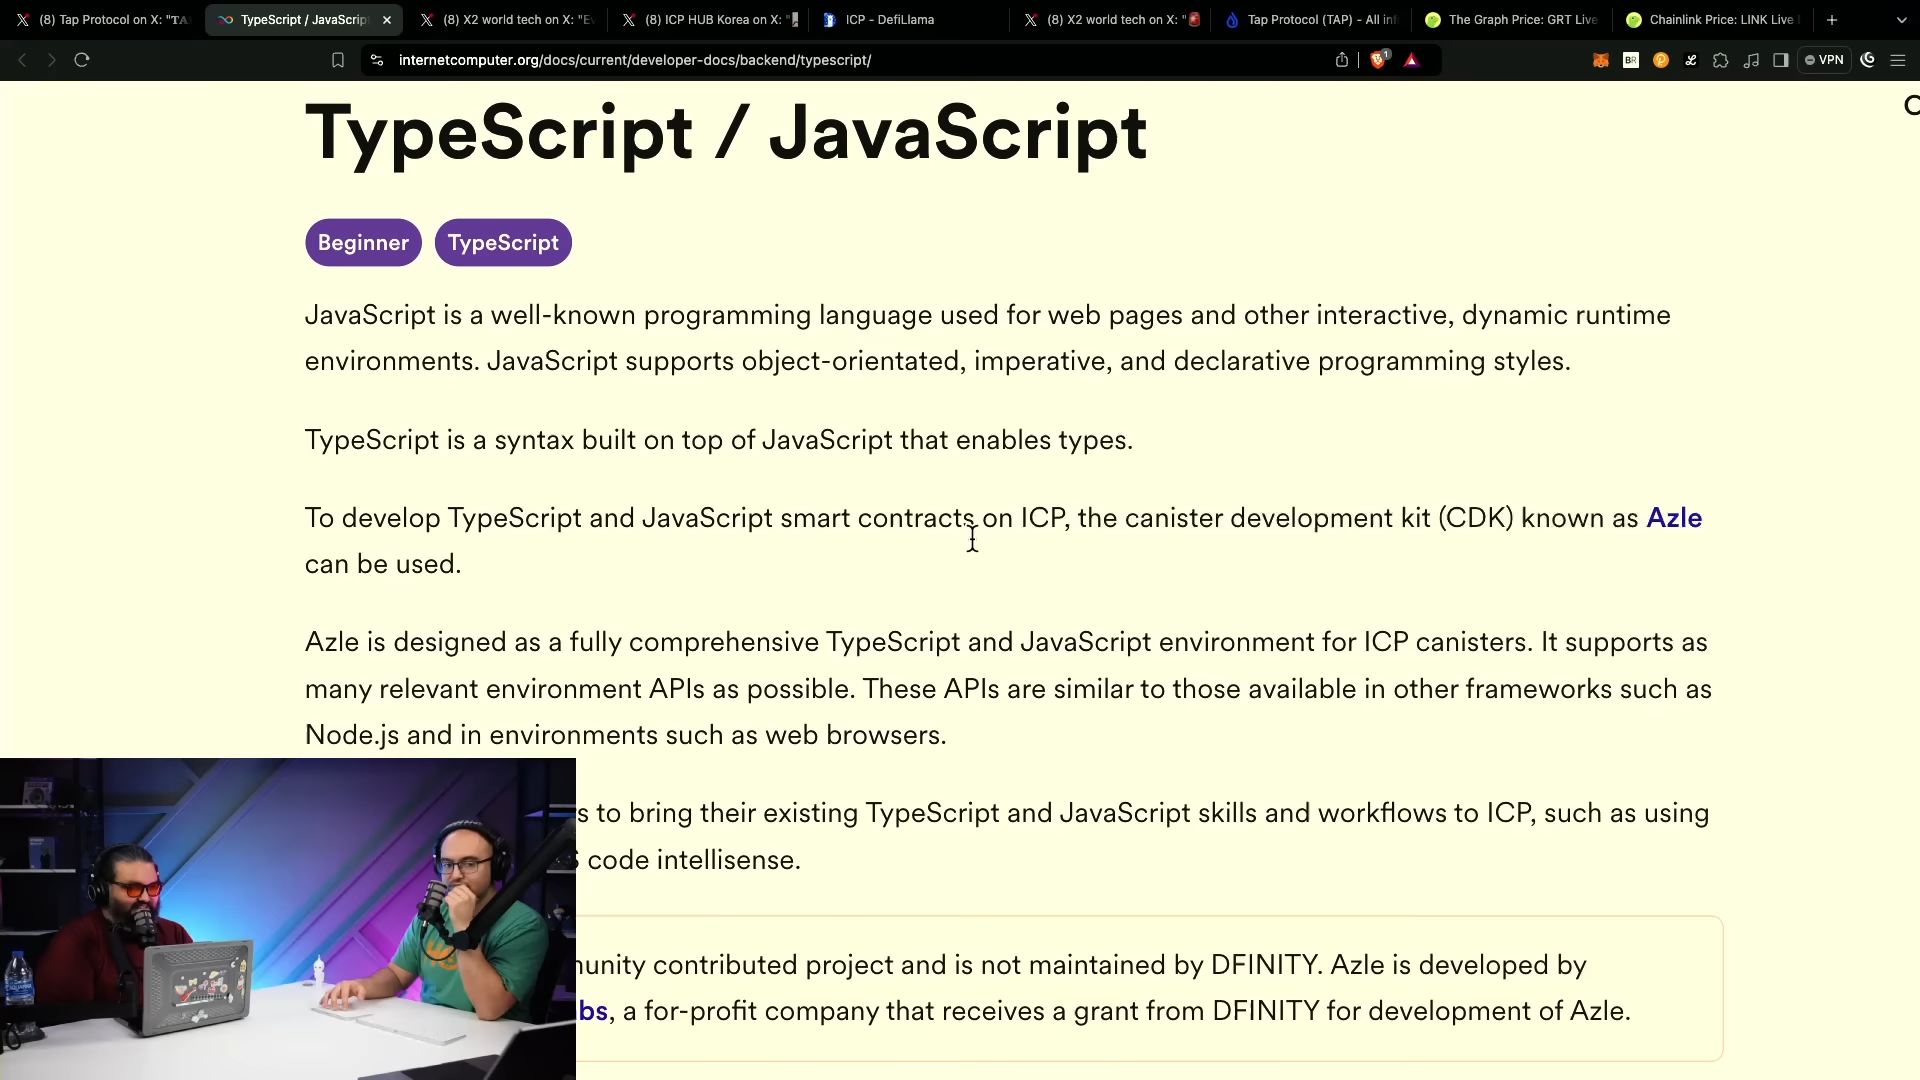 (8) Tap Protocol on X: "TA
TypeScript / JavaScrip
(8) X2 world tech on X: "Ev
(8) ICP HUB Korea on X: "
ICP - DefiLlama
(8) X2 world tech on X: "🚨
Tap Protocol (TAP) - All inf
The Graph Price: GRT Live
Chainlink Price: LINK Live
internetcomputer.org/docs/current/developer-docs/backend/typescript/
1
BR
VPN
TypeScript / JavaScript
Beginner
TypeScript
JavaScript is a well-known programming language used for web pages and other interactive, dynamic runtime
environments. JavaScript supports object-orientated, imperative, and declarative programming styles.
TypeScript is a syntax built on top of JavaScript that enables types.
To develop TypeScript and JavaScript smart contracts on ICP, the canister development kit (CDK) known as Azle
can be used.
Azle is designed as a fully comprehensive TypeScript and JavaScript environment for ICP canisters. It supports as
many relevant environment APIs as possible. These APIs are similar to those available in other frameworks such as
Node.js and in environments such as web browsers.
s to bring their existing TypeScript and JavaScript skills and workflows to ICP, such as using
code intellisense.
unity contributed project and is not maintained by DFINITY. Azle is developed by
bs, a for-profit company that receives a grant from DFINITY for development of Azle.